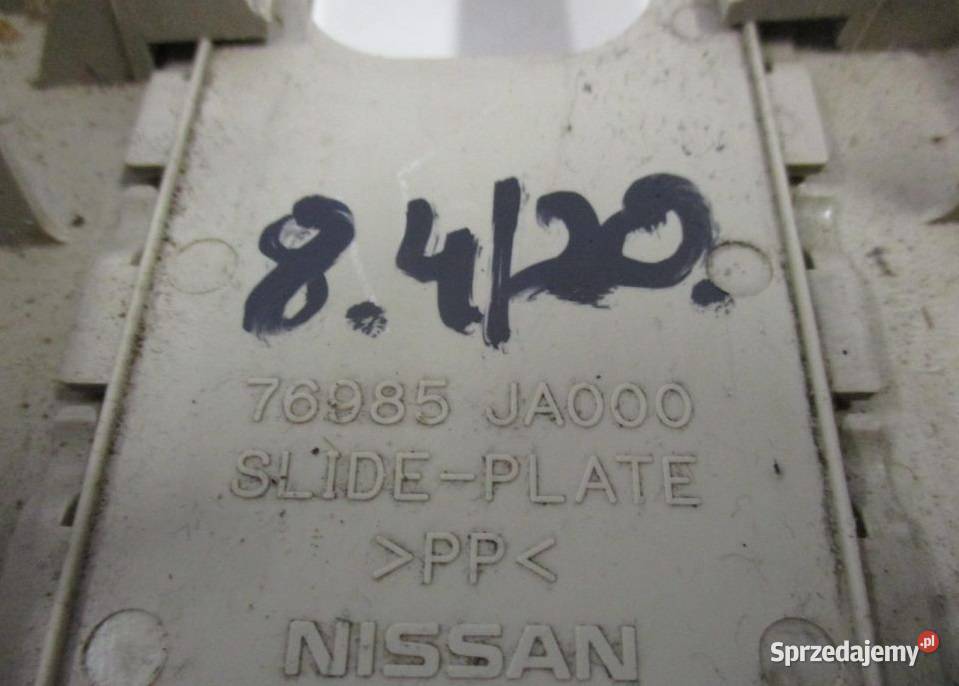 8.4/20.
76985 JA000
SLIDE-PLATE
>PP<
NISSAN
Sprzedajemy.pl